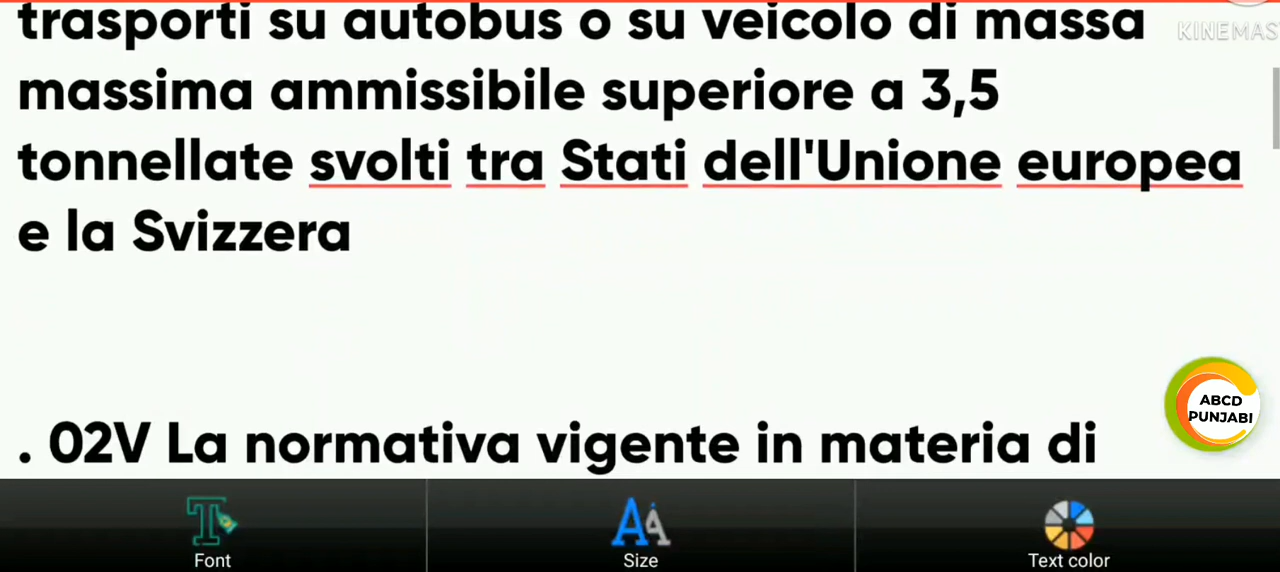 trasporti su autobus o su veicolo di massa
KINEMAS
massima ammissibile superiore a 3,5
tonnellate svolti tra Stati dell'Unione europea
e la Svizzera
ABCD
PUNJABI
. 02V La normativa vigente in materia di
Font
Size
Text color